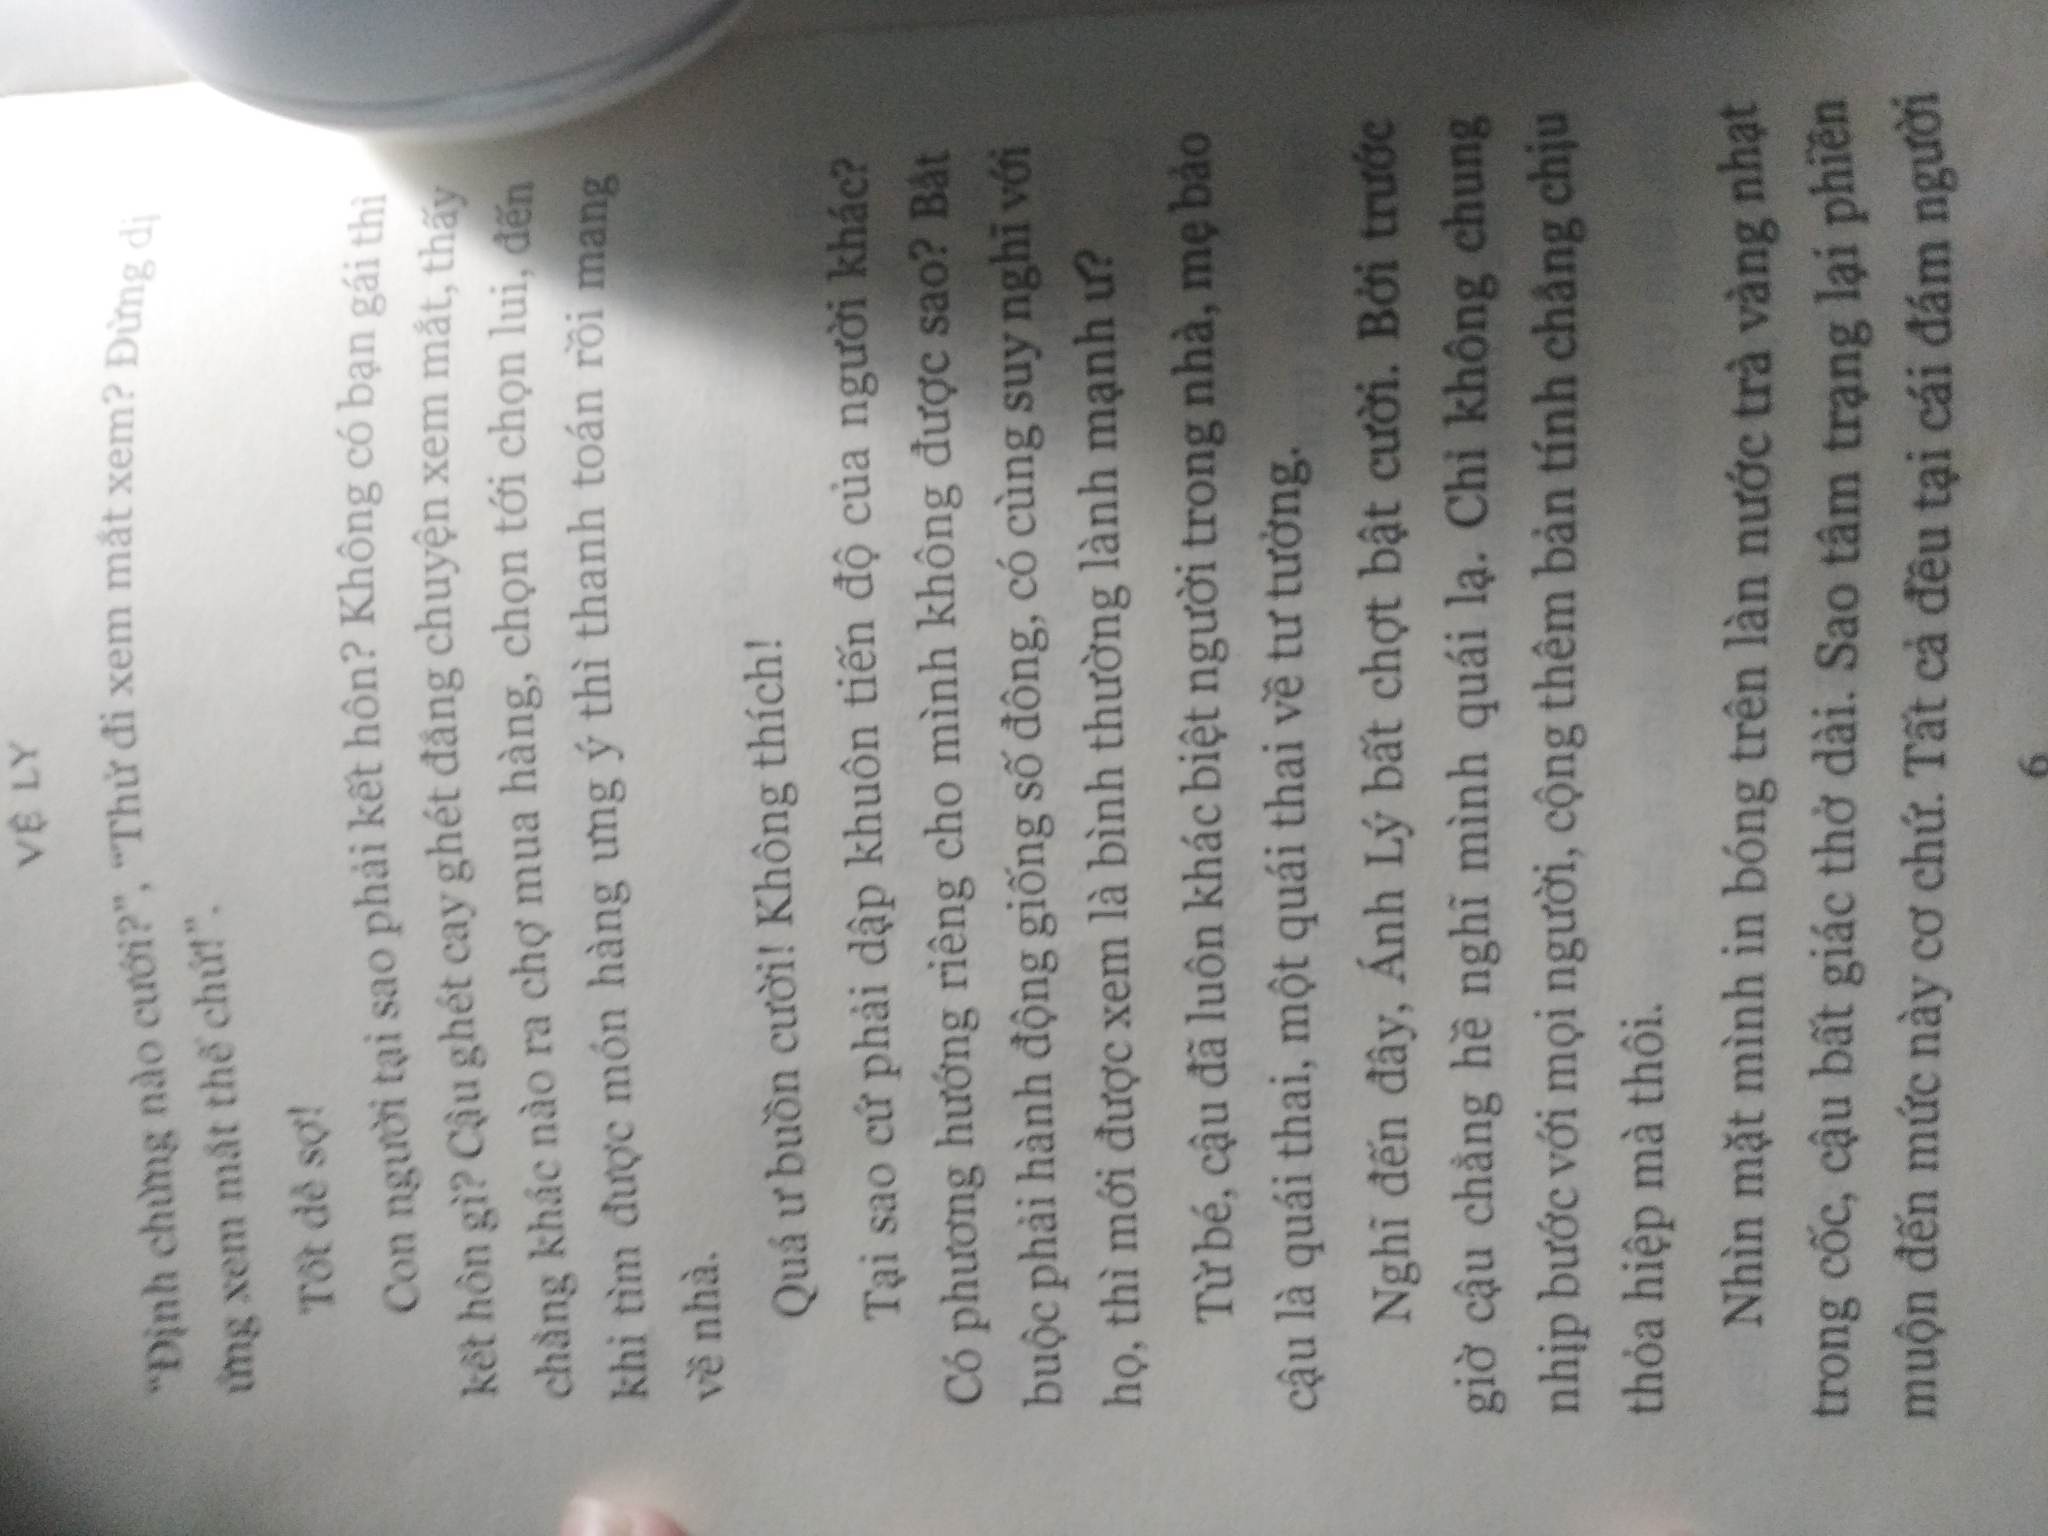 VỆ LY
“Định chừng nào cưới?”, “Thử đi xem mắt xem? Đừng dị
ứng xem mắt thế chứ!”.
Tốt dễ sợ!
Con người tại sao phải kết hôn? Không có bạn gái thì
kết hôn gì? Cậu ghét cay ghét đắng chuyện xem mắt, thấy
chẳng khác nào ra chợ mua hàng, chọn tới chọn lui, đến
khi tìm được món hàng ưng ý thì thanh toán rồi mang
về nhà.
Quá ư buồn cười! Không thích!
Tại sao cứ phải dập khuôn tiến độ của người khác?
Có phương hướng riêng cho mình không được sao? Bắt
buộc phải hành động giống số đông, có cùng suy nghĩ với
họ, thì mới được xem là bình thường lành mạnh ư?
Từ bé, cậu đã luôn khác biệt người trong nhà, mẹ bảo
cậu là quái thai, một quái thai về tư tưởng.
Nghĩ đến đây, Ánh Lý bất chợt bật cười. Bởi trước
giờ cậu chẳng hề nghĩ mình quái lạ. Chỉ không chung
nhịp bước với mọi người, cộng thêm bản tính chẳng chịu
thỏa hiệp mà thôi.
Nhìn mặt mình in bóng trên làn nước trà vàng nhạt
trong cốc, cậu bất giác thở dài. Sao tâm trạng lại phiền
muộn đến mức này cơ chứ. Tất cả đều tại cái đám người
6